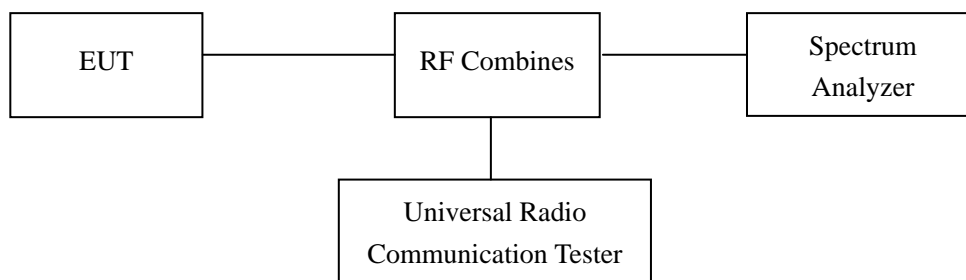 EUT
RF Combines
Spectrum
Analyzer
Universal Radio
Communication Tester